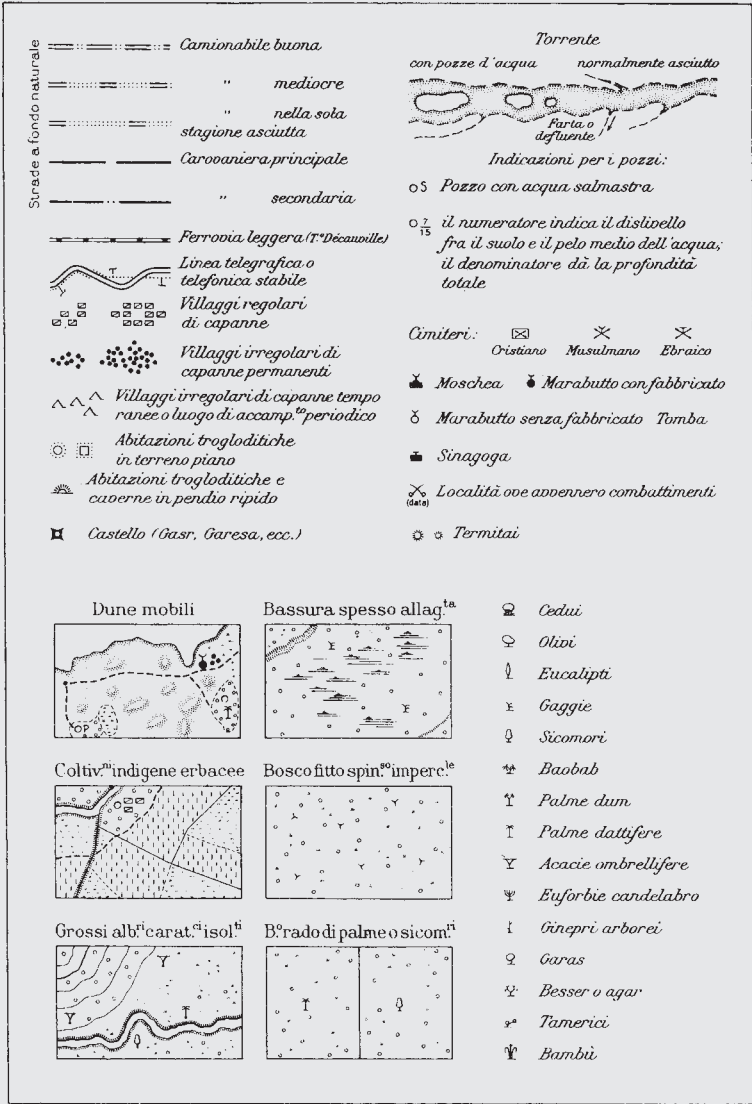 Strade a fondo naturale
Camionabile buona
" mediocre
" nella sola
stagione asciutta
Carovaniera principale
" secondaria
Ferrovia leggera (T.º Décauville)
Linea telegrafica o
telefonica stabile
Villaggi regolari
di capanne
Villaggi irregolari di
capanne permanenti
Villaggi irregolari di capanne tempo
ranee o luogo di accamp.to periodico
Abitazioni trogloditiche
in terreno piano
Abitazioni trogloditiche e
caverne in pendio ripido
Castello (Gasr, Garesa, ecc.)
Torrente
con pozze d'acqua normalmente asciutto
Farta o
defluente
Indicazioni per i pozzi:
S Pozzo con acqua salmastra
7/15 il numeratore indica il dislivello
fra il suolo e il pelo medio dell'acqua;
il denominatore dà la profondità
totale
Cimiteri:
Cristiano Musulmano Ebraico
Moschea Marabutto con fabbricato
Marabutto senza fabbricato Tomba
Sinagoga
Località ove avvennero combattimenti
(data)
Termitai
Dune mobili
P
Bassura spesso allag.ta
Coltiv.ni indigene erbacee
Bosco fitto spin.so imperc.le
Grossi alb.ri carat.ci isol.ti
B.º rado di palme o sicom.ri
Cedui
Olivi
Eucalipti
Gaggie
Sicomori
Baobab
Palme dum
Palme dattifere
Acacie ombrellifere
Euforbie candelabro
Ginepri arborei
Garas
Besser o agar
Tamerici
Bambù